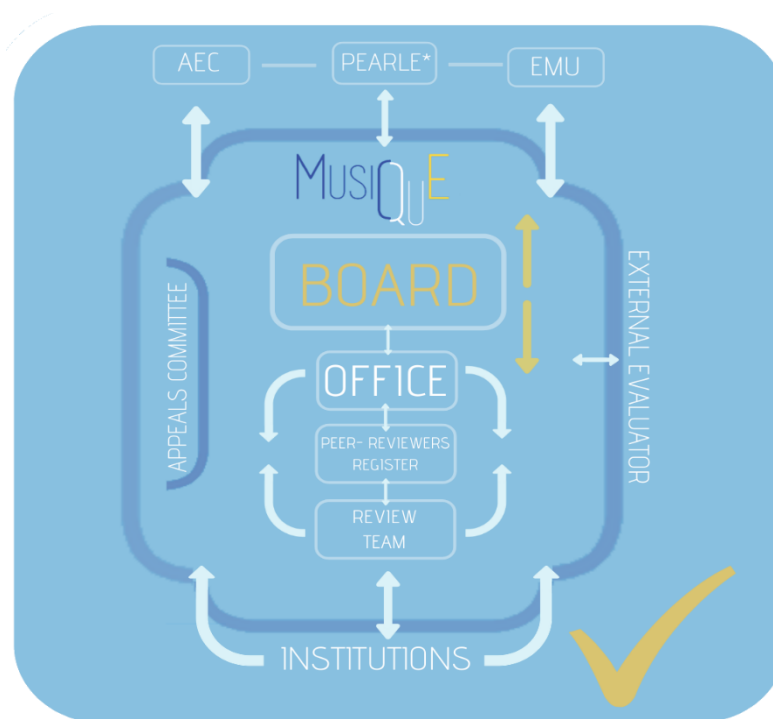 AEC
PEARLE*
EMU
MusiQuE
BOARD
OFFICE
PEER- REVIEWERS
REGISTER
REVIEW
TEAM
APPEALS COMMITTEE
EXTERNAL EVALUATOR
INSTITUTIONS